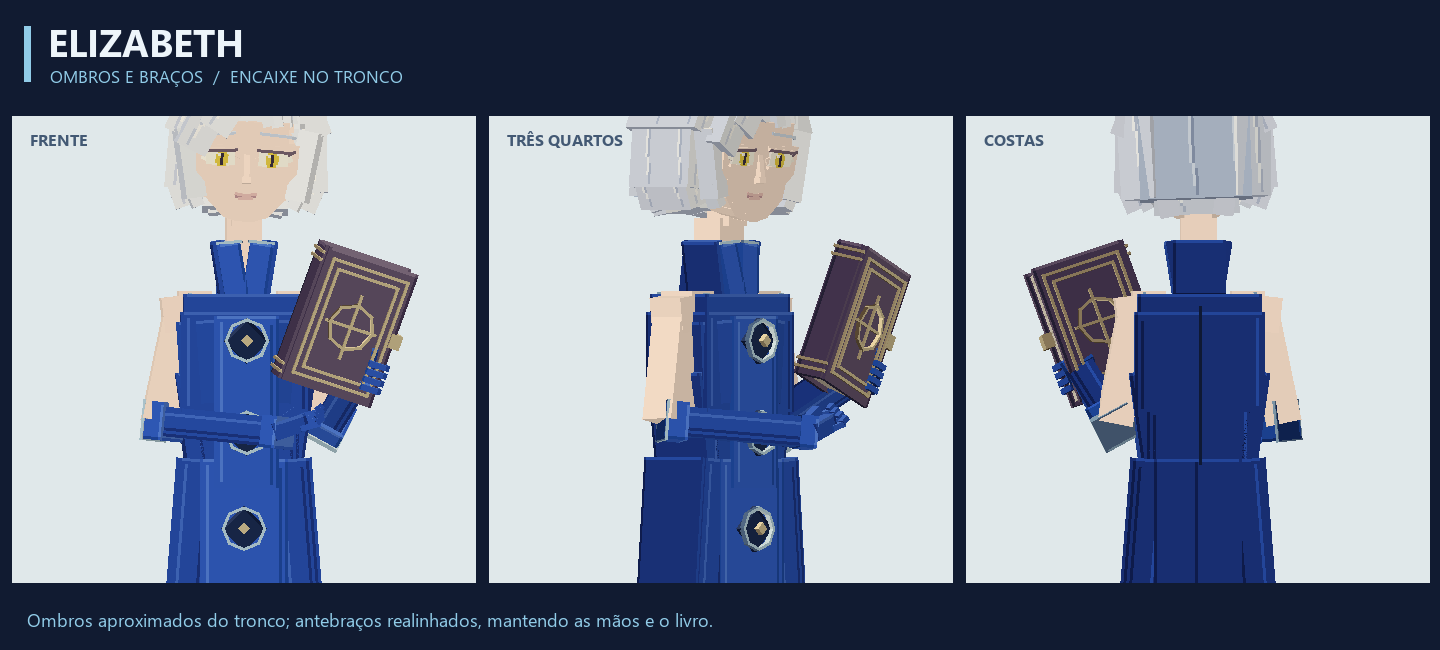 ELIZABETH
OMBROS E BRAÇOS / ENCAIXE NO TRONCO
FRENTE
TRÊS QUARTOS
COSTAS
Ombros aproximados do tronco; antebraços realinhados, mantendo as mãos e o livro.